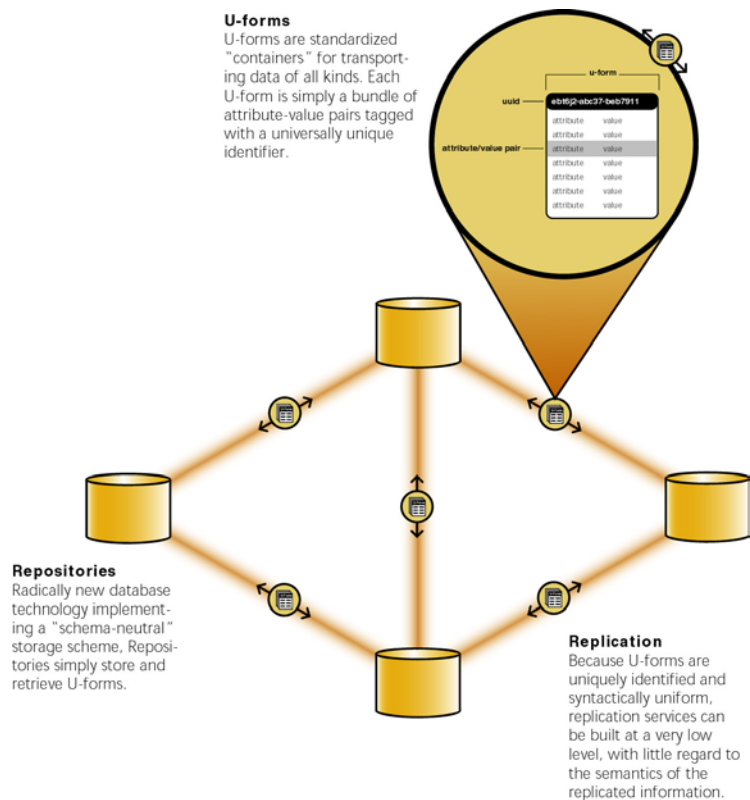 U-forms
U-forms are standardized
"containers" for transport-
ing data of all kinds. Each
U-form is simply a bundle of
attribute-value pairs tagged
with a universally unique
identifier.
u-form
uuid
ebt6j2-abc37-beb7911
attribute value
attribute/value pair
attribute value
attribute value
attribute value
attribute value
attribute value
attribute value
Repositories
Radically new database
technology implement-
ing a "schema-neutral"
storage scheme, Reposi-
tories simply store and
retrieve U-forms.
Replication
Because U-forms are
uniquely identified and
syntactically uniform,
replication services can
be built at a very low
level, with little regard to
the semantics of the
replicated information.